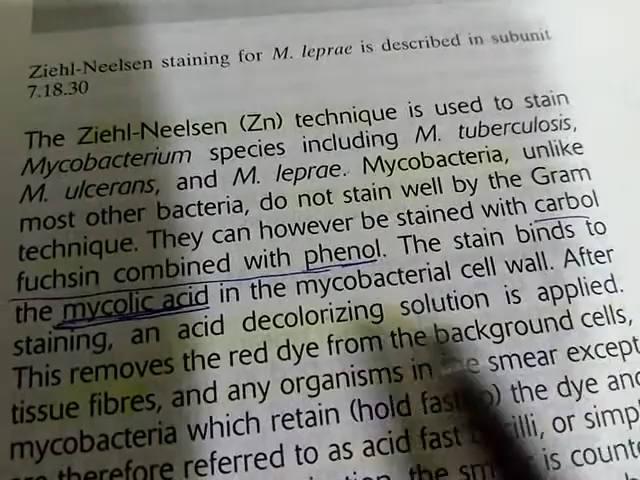 Ziehl-Neelsen staining for M. leprae is described in subunit
7.18.30
The Ziehl-Neelsen (Zn) technique is used to stain
Mycobacterium species including M. tuberculosis,
M. ulcerans, and M. leprae. Mycobacteria, unlike
most other bacteria, do not stain well by the Gram
technique. They can however be stained with carbol
fuchsin combined with phenol. The stain binds to
the mycolic acid in the mycobacterial cell wall. After
staining, an acid decolorizing solution is applied.
This removes the red dye from the background cells,
tissue fibres, and any organisms in smear except
mycobacteria which retain (hold fast) the dye and
therefore referred to as acid fast or
the is